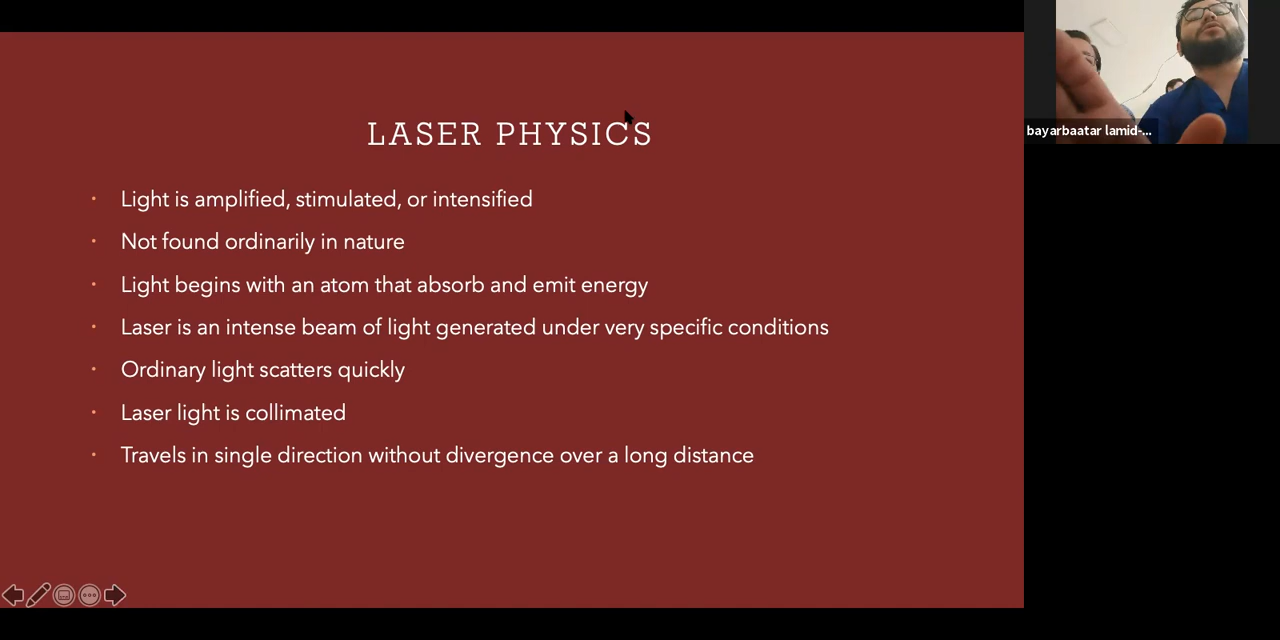 LASER PHYSICS
Light is amplified, stimulated, or intensified
Not found ordinarily in nature
Light begins with an atom that absorb and emit energy
Laser is an intense beam of light generated under very specific conditions
Ordinary light scatters quickly
Laser light is collimated
Travels in single direction without divergence over a long distance
bayarbaatar lamid-...